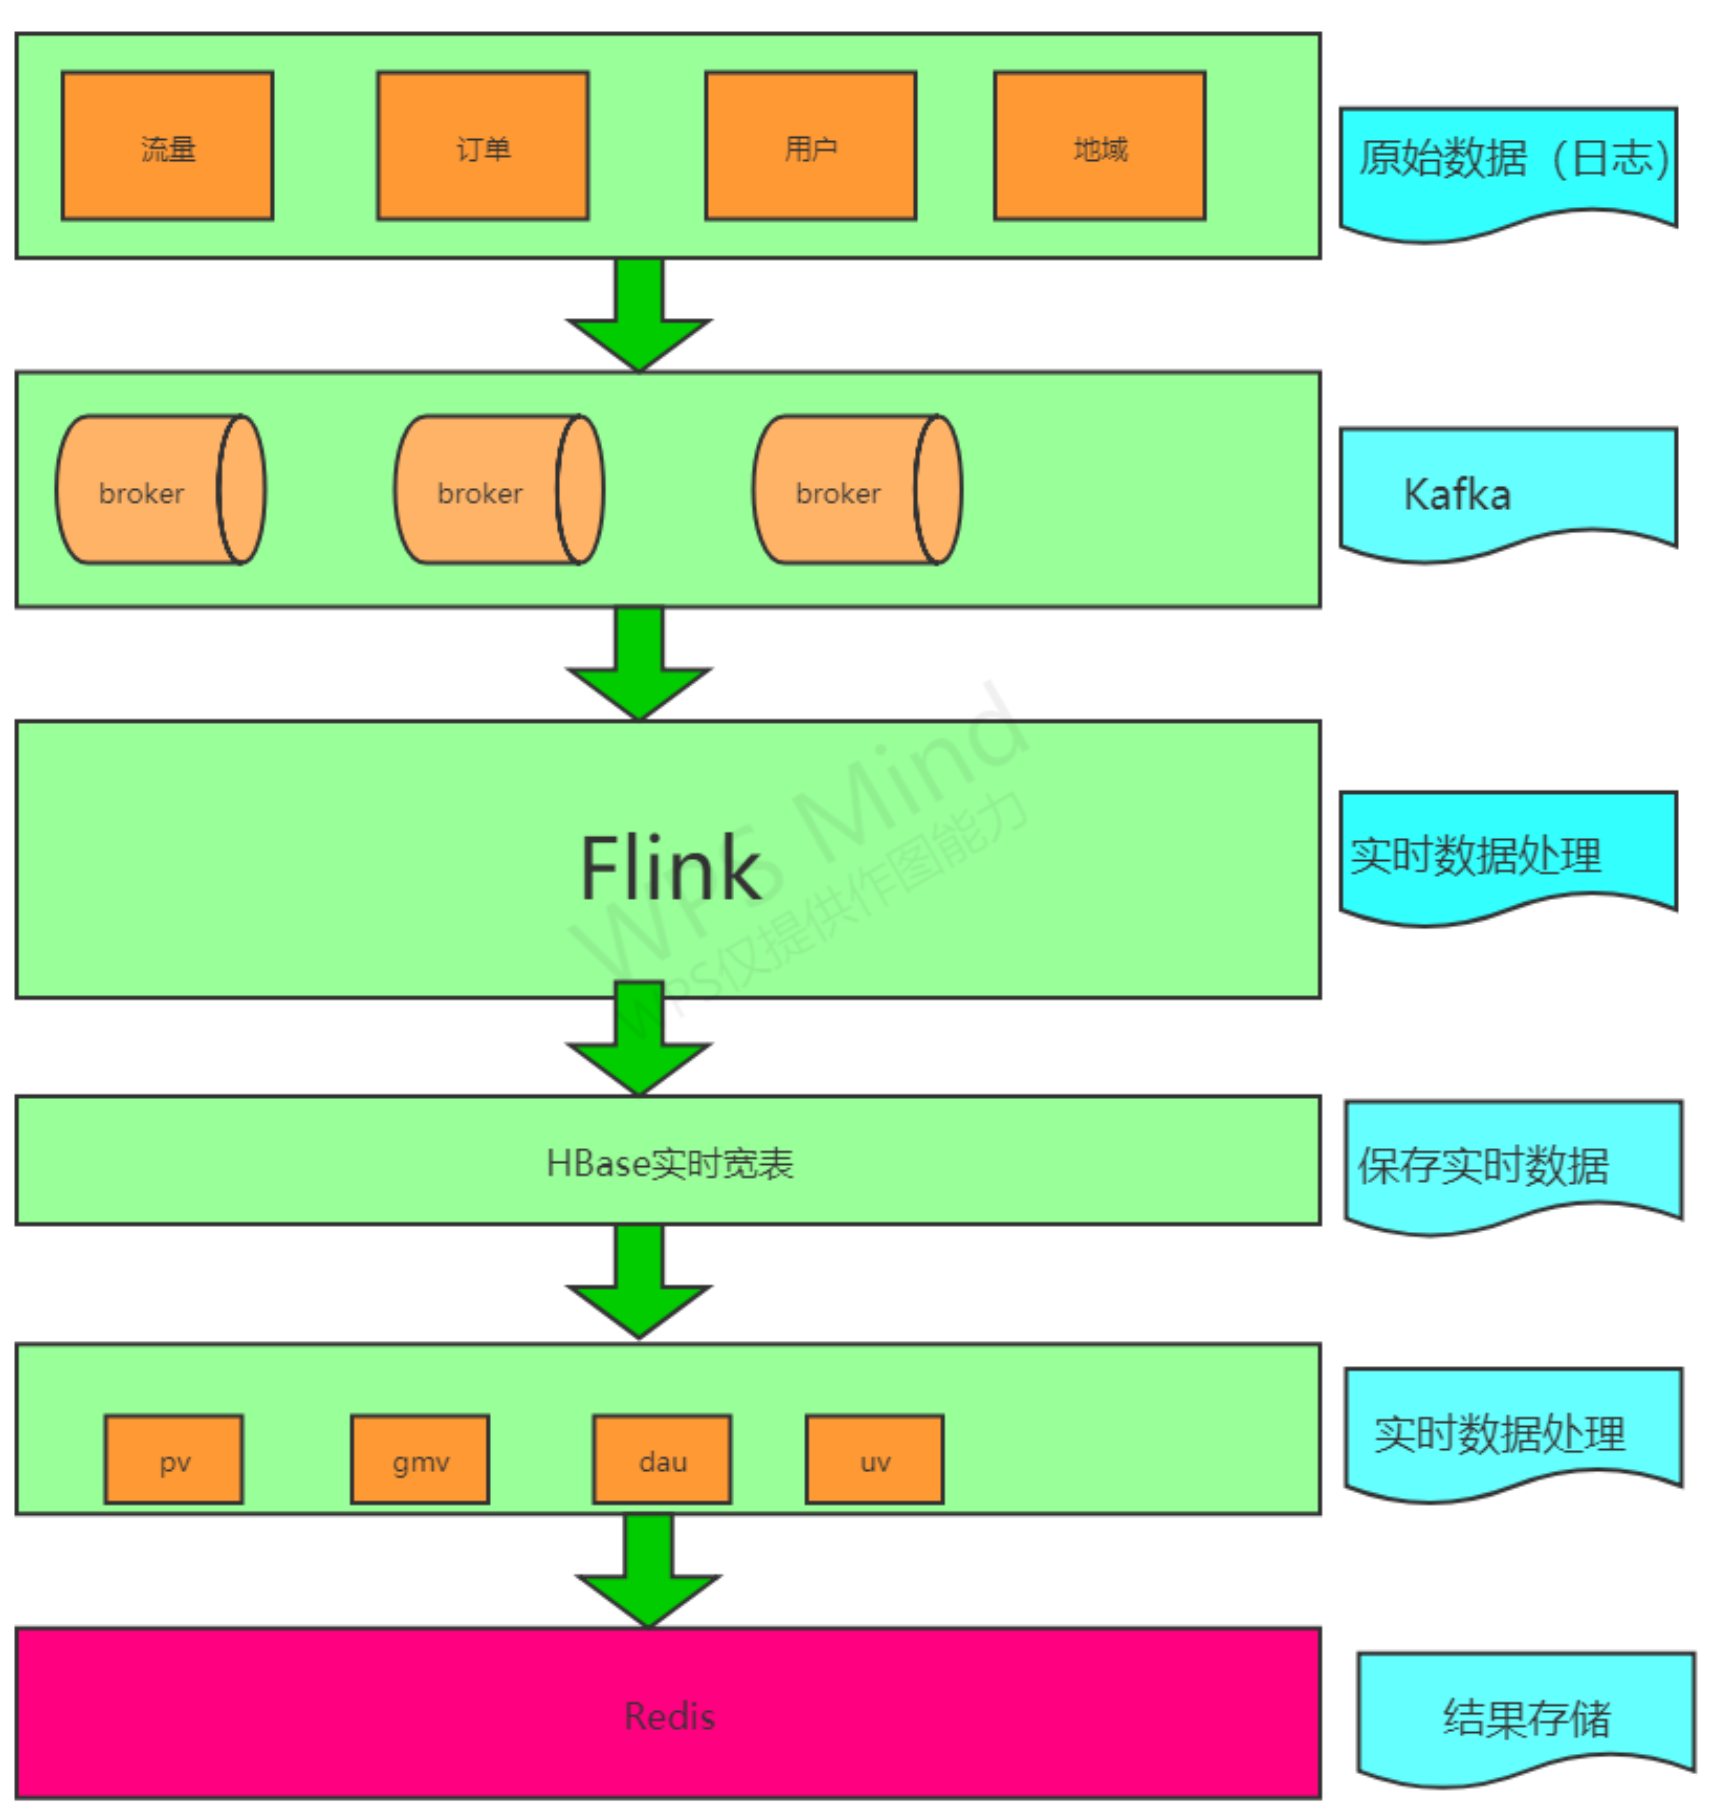 流量
订单
用户
地域
原始数据（日志）
broker
broker
broker
Kafka
Flink
实时数据处理
WPS Mind
WPS仅提供作图能力
HBase实时宽表
保存实时数据
pv
gmv
dau
uv
实时数据处理
Redis
结果存储